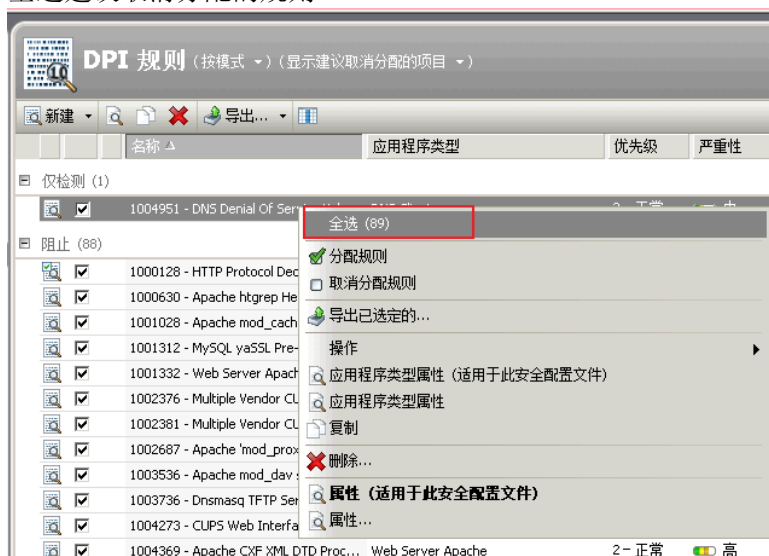 DPI 规则 (按模式 ▾) (显示建议取消分配的项目 ▾)
新建 导出...
名称 应用程序类型 优先级 严重性
仅检测 (1)
1004951 - DNS Denial Of
全选 (89)
阻止 (88)
分配规则
1000128 - HTTP Protocol Dec
取消分配规则
1000630 - Apache htgrep He
导出已选定的...
1001028 - Apache mod_cach
1001312 - MySQL yaSSL Pre-
操作
1001332 - Web Server Apach
应用程序类型属性 (适用于此安全配置文件)
1002376 - Multiple Vendor CU
应用程序类型属性
1002381 - Multiple Vendor CU
复制
1002687 - Apache 'mod_prox
删除...
1003536 - Apache mod_dav
1003736 - Dnsmasq TFTP Ser
属性 (适用于此安全配置文件)
1004273 - CUPS Web Interfa
属性...
1004369 - Apache CXF XML DTD Proc... Web Server Apache 2 - 正常 高